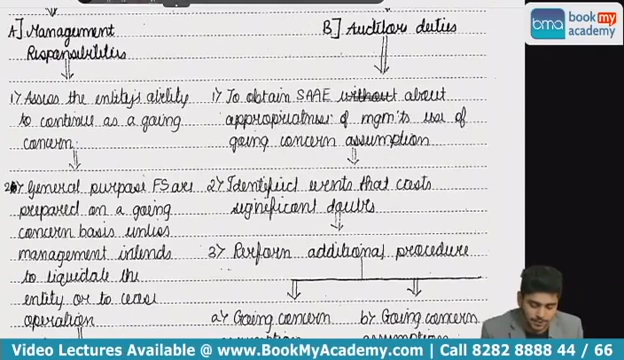 A] Management
Responsibilities
1) Assess the entity's ability
to continue as a going
concern.
2) General purpose FS are
prepared on a going
concern basis unless
management intends
to liquidate the
entity or to cease
operation
B] Auditors duties
1) To obtain SAAE without about
appropriateness of mgm'ts use of
going concern assumption
2) Identified events that casts
significant doubts
3) Perform additional procedure
a) Going concern
b) Going concern
assumption
bma book my
academy
Video Lectures Available @ www.BookMyAcademy.com | Call 8282 8888 44 / 66